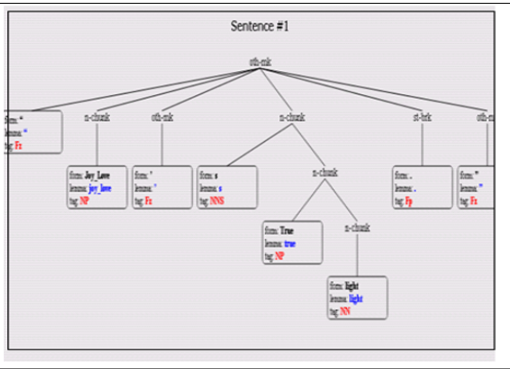 Sentence #1
oth-mk
n-chunk
oth-mk
n-chunk
st-brk
oth-m
form: "
lemma: "
tag: Fz
form: Joy_Love
lemma: joy_love
tag: NP
form: '
lemma: '
tag: Fz
form: s
lemma: s
tag: NNS
n-chunk
form: .
lemma: .
tag: Fp
form: "
lemma: "
tag: Fz
form: True
lemma: true
tag: NP
n-chunk
form: light
lemma: light
tag: NN